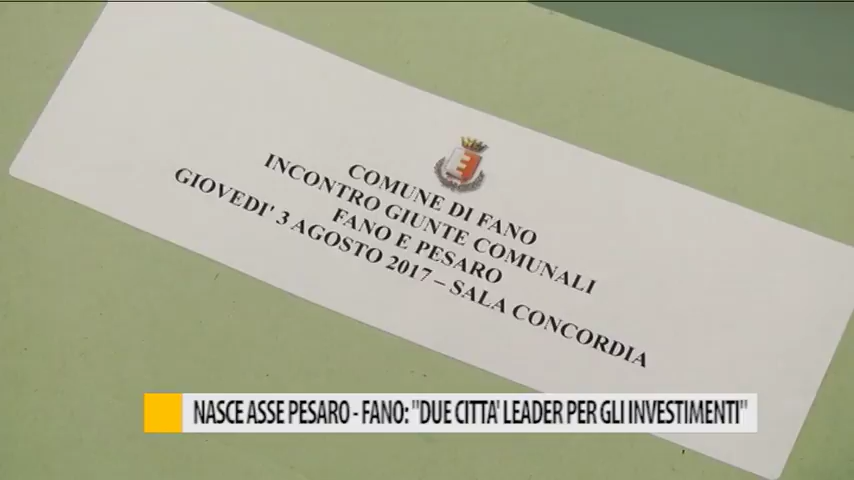 COMUNE DI FANO
INCONTRO GIUNTE COMUNALI
FANO E PESARO
GIOVEDI' 3 AGOSTO 2017 – SALA CONCORDIA
NASCE ASSE PESARO - FANO: "DUE CITTA' LEADER PER GLI INVESTIMENTI"